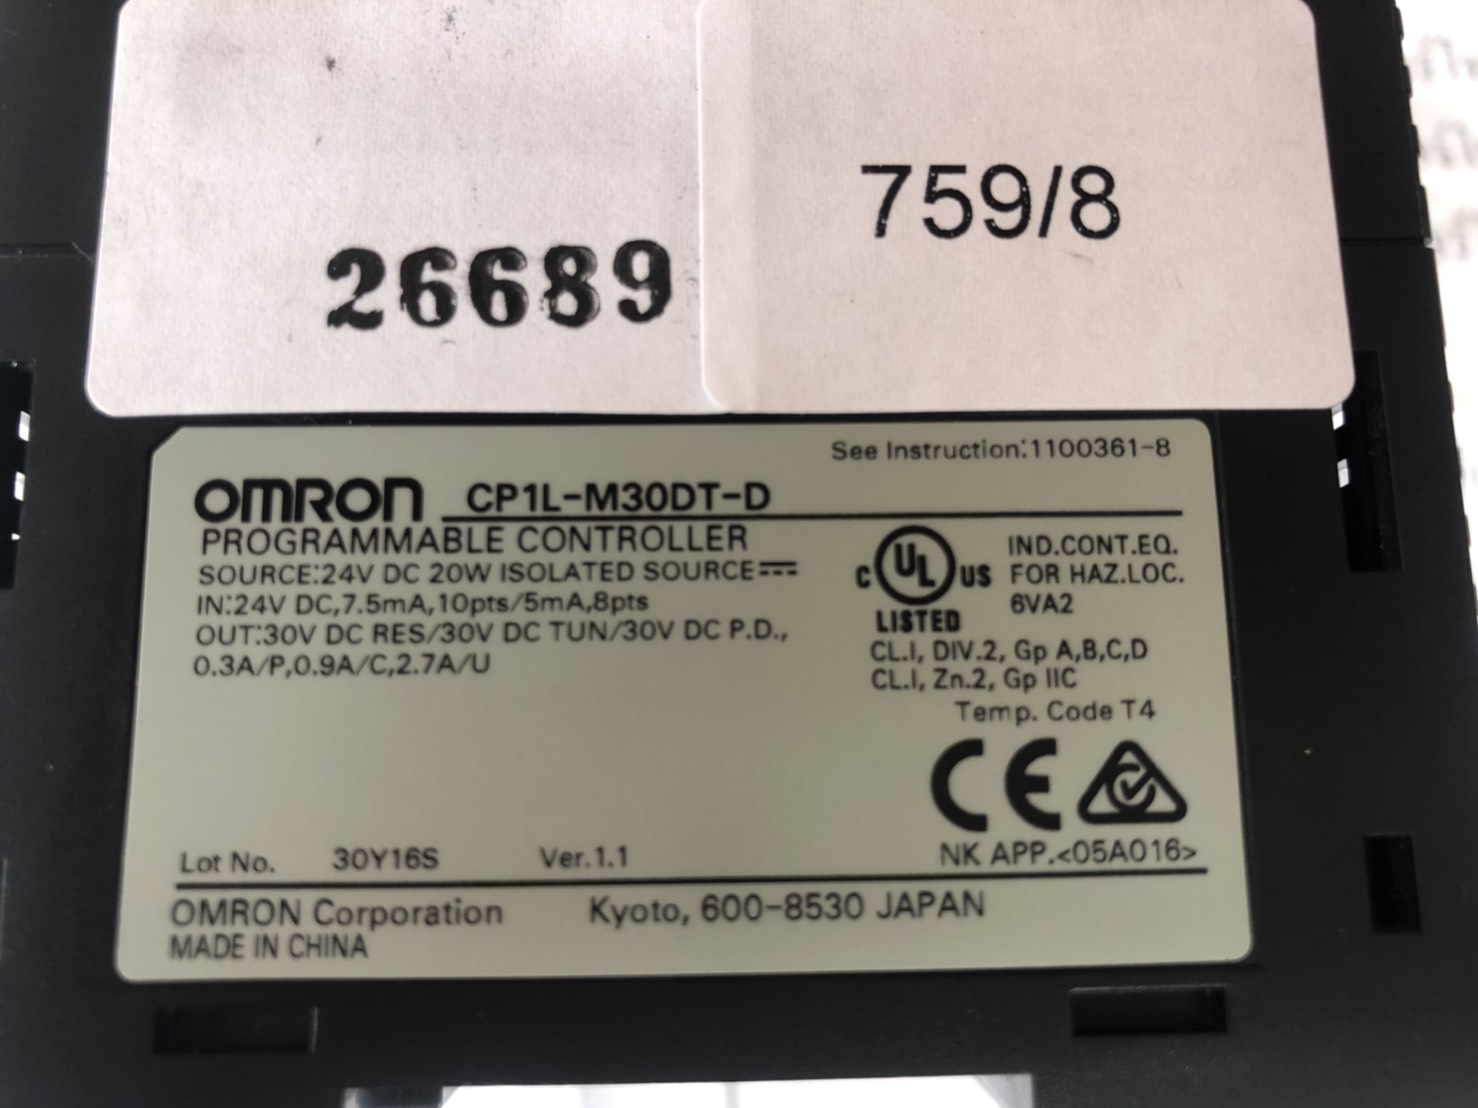 26689
759/8
See Instruction:1100361-8
OMRON CP1L-M30DT-D
PROGRAMMABLE CONTROLLER
SOURCE:24V DC 20W ISOLATED SOURCE
IN:24V DC,7.5mA,10pts/5mA,8pts
OUT:30V DC RES/30V DC TUN/30V DC P.D.,
0.3A/P,0.9A/C,2.7A/U
C UL US
LISTED
IND.CONT.EQ.
FOR HAZ.LOC.
6VA2
CL.I, DIV.2, Gp A,B,C,D
CL.I, Zn.2, Gp IIC
Temp. Code T4
CE
NK APP.<05A016>
Lot No. 30Y16S Ver.1.1
OMRON Corporation Kyoto, 600-8530 JAPAN
MADE IN CHINA